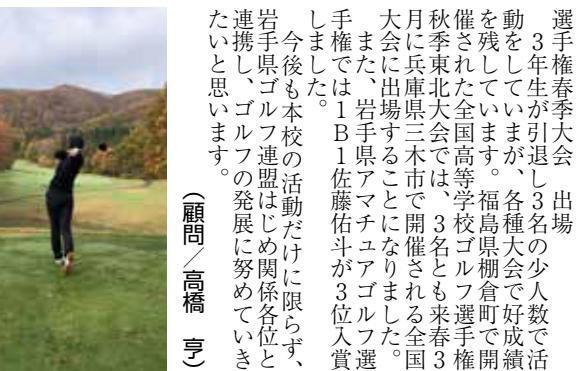 選手権春季大会　出場
　３年生が引退し３名の少人数で活
動をしていますが、各種大会で好成績
を残しています。福島県棚倉町で開
催された全国高等学校ゴルフ選手権
秋季東北大会では、３名とも来春３
月に兵庫県三木市で開催される全国
大会に出場することになりました。
　また、岩手県アマチュアゴルフ選
手権では１Ｂ１佐藤佑斗が３位入賞
しました。
　今後も本校の活動だけに限らず、
岩手県ゴルフ連盟はじめ関係各位と
連携し、ゴルフの発展に努めていき
たいと思います。
（顧問／高橋　亨）